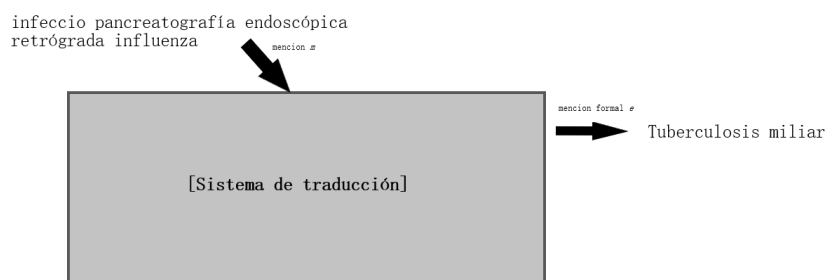 infeccio pancreatografía endoscópica
retrógrada influenza
mencion m
mencion formal e
Tuberculosis miliar
[Sistema de traducción]